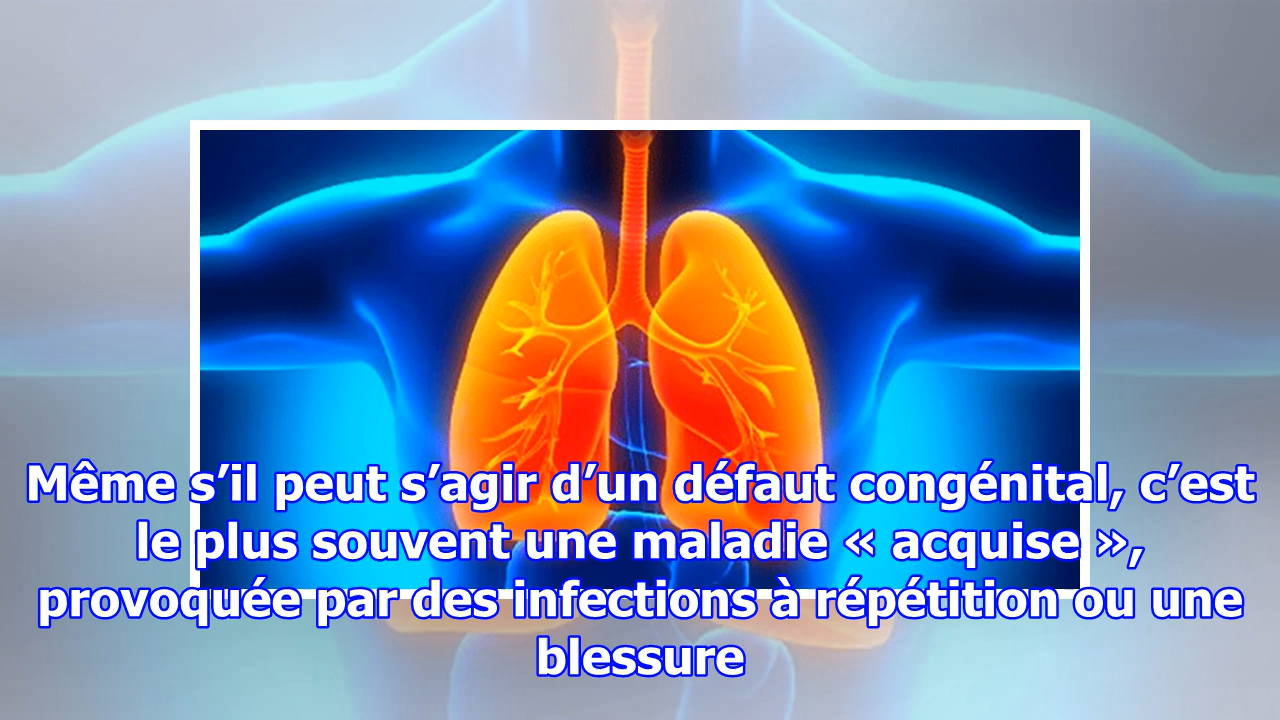 Même s’il peut s’agir d’un défaut congénital, c’est
le plus souvent une maladie « acquise »,
provoquée par des infections à répétition ou une
blessure